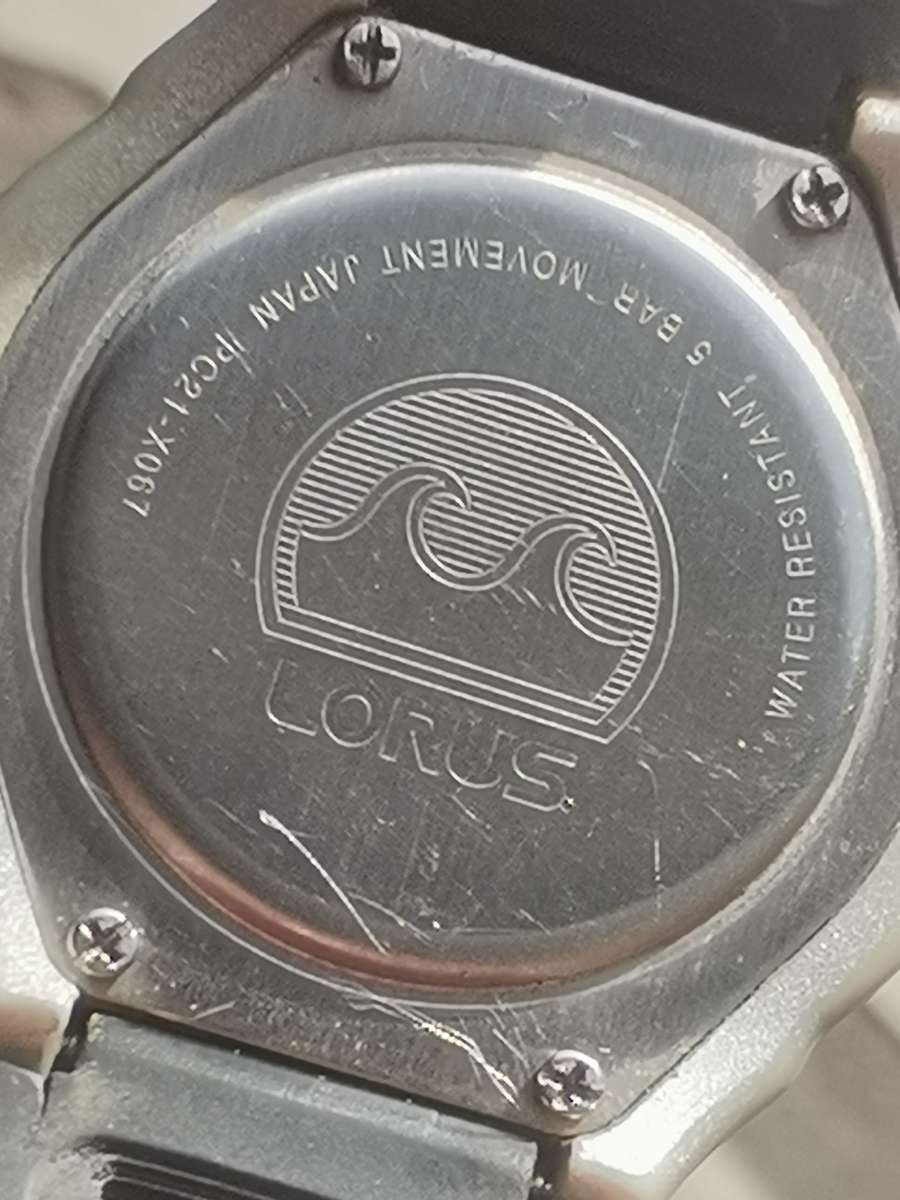 WATER RESISTANT 5 BAR MOVEMENT JAPAN PC21-X067
LORUS